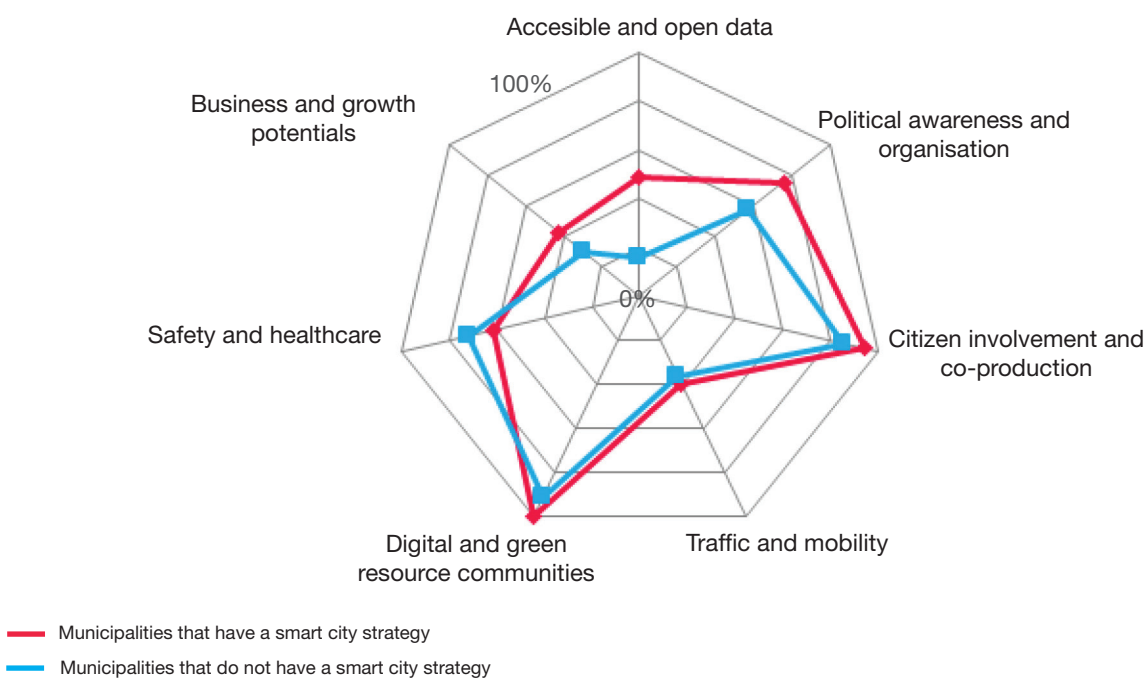 Accesible and open data
100%
Business and growth
potentials
Political awareness and
organisation
0%
Safety and healthcare
Citizen involvement and
co-production
Digital and green
resource communities
Traffic and mobility
Municipalities that have a smart city strategy
Municipalities that do not have a smart city strategy